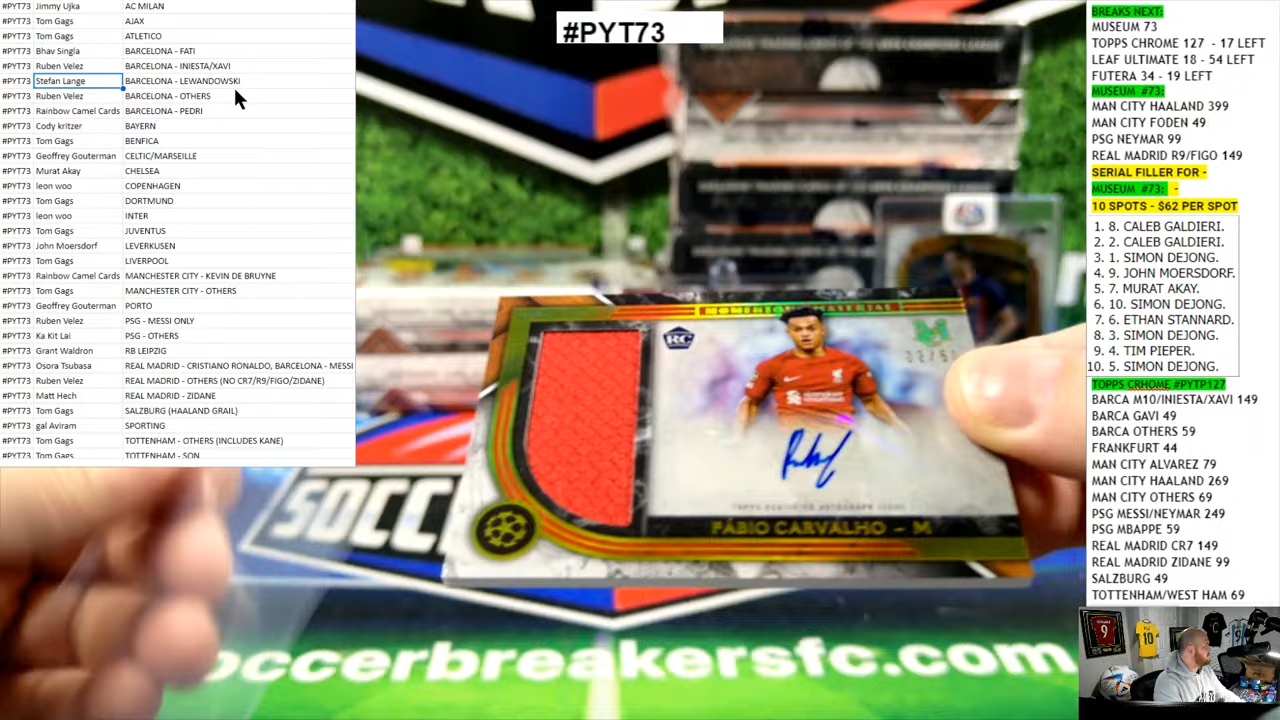 #PYT73 Jimmy Ujka AC MILAN
#PYT73 Tom Gags AJAX
#PYT73 Tom Gags ATLETICO
#PYT73 Bhav Singla BARCELONA - FATI
#PYT73 Ruben Velez BARCELONA - INIESTA/XAVI
#PYT73 Stefan Lange BARCELONA - LEWANDOWSKI
#PYT73 Ruben Velez BARCELONA - OTHERS
#PYT73 Rainbow Camel Cards BARCELONA - PEDRI
#PYT73 Cody kritzer BAYERN
#PYT73 Tom Gags BENFICA
#PYT73 Geoffrey Gouterman CELTIC/MARSEILLE
#PYT73 Murat Akay CHELSEA
#PYT73 leon woo COPENHAGEN
#PYT73 Tom Gags DORTMUND
#PYT73 leon woo INTER
#PYT73 Tom Gags JUVENTUS
#PYT73 John Moersdorf LEVERKUSEN
#PYT73 Tom Gags LIVERPOOL
#PYT73 Rainbow Camel Cards MANCHESTER CITY - KEVIN DE BRUYNE
#PYT73 Tom Gags MANCHESTER CITY - OTHERS
#PYT73 Geoffrey Gouterman PORTO
#PYT73 Ruben Velez PSG - MESSI ONLY
#PYT73 Ka Kit Lai PSG - OTHERS
#PYT73 Grant Waldron RB LEIPZIG
#PYT73 Osora Tsubasa REAL MADRID - CRISTIANO RONALDO, BARCELONA - MESSI
#PYT73 Ruben Velez REAL MADRID - OTHERS (NO CR7/R9/FIGO/ZIDANE)
#PYT73 Matt Hech REAL MADRID - ZIDANE
#PYT73 Tom Gags SALZBURG (HAALAND GRAIL)
#PYT73 gal Aviram SPORTING
#PYT73 Tom Gags TOTTENHAM - OTHERS (INCLUDES KANE)
#PYT73 Tom Gags TOTTENHAM - SON
#PYT73
RC
FÁBIO CARVALHO - M
SOCC
occerbreakersfc.com
BREAKS NEXT:
MUSEUM 73
TOPPS CHROME 127 - 17 LEFT
LEAF ULTIMATE 18 - 54 LEFT
FUTERA 34 - 19 LEFT
MUSEUM #73:
MAN CITY HAALAND 399
MAN CITY FODEN 49
PSG NEYMAR 99
REAL MADRID R9/FIGO 149
SERIAL FILLER FOR -
MUSEUM #73: -
10 SPOTS - $62 PER SPOT
1. 8. CALEB GALDIERI.
2. 2. CALEB GALDIERI.
3. 1. SIMON DEJONG.
4. 9. JOHN MOERSDORF.
5. 7. MURAT AKAY.
6. 10. SIMON DEJONG.
7. 6. ETHAN STANNARD.
8. 3. SIMON DEJONG.
9. 4. TIM PIEPER.
10. 5. SIMON DEJONG.
TOPPS CRHOME #PYTP127
BARCA M10/INIESTA/XAVI 149
BARCA GAVI 49
BARCA OTHERS 59
FRANKFURT 44
MAN CITY ALVAREZ 79
MAN CITY HAALAND 269
MAN CITY OTHERS 69
PSG MESSI/NEYMAR 249
PSG MBAPPE 59
REAL MADRID CR7 149
REAL MADRID ZIDANE 99
SALZBURG 49
TOTTENHAM/WEST HAM 69